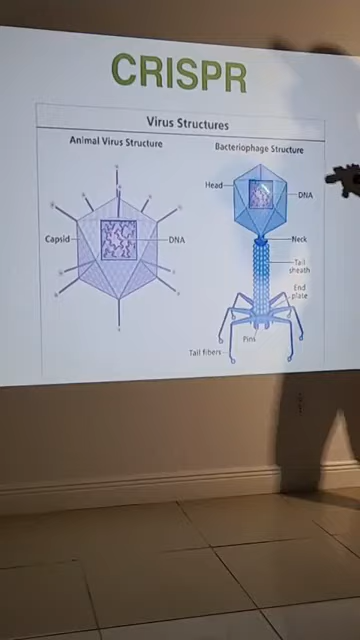 CRISPR
Virus Structures
Animal Virus Structure
Bacteriophage Structure
Head
DNA
Capsid
DNA
Neck
Tail
sheath
End
plate
Pins
Tail fibers